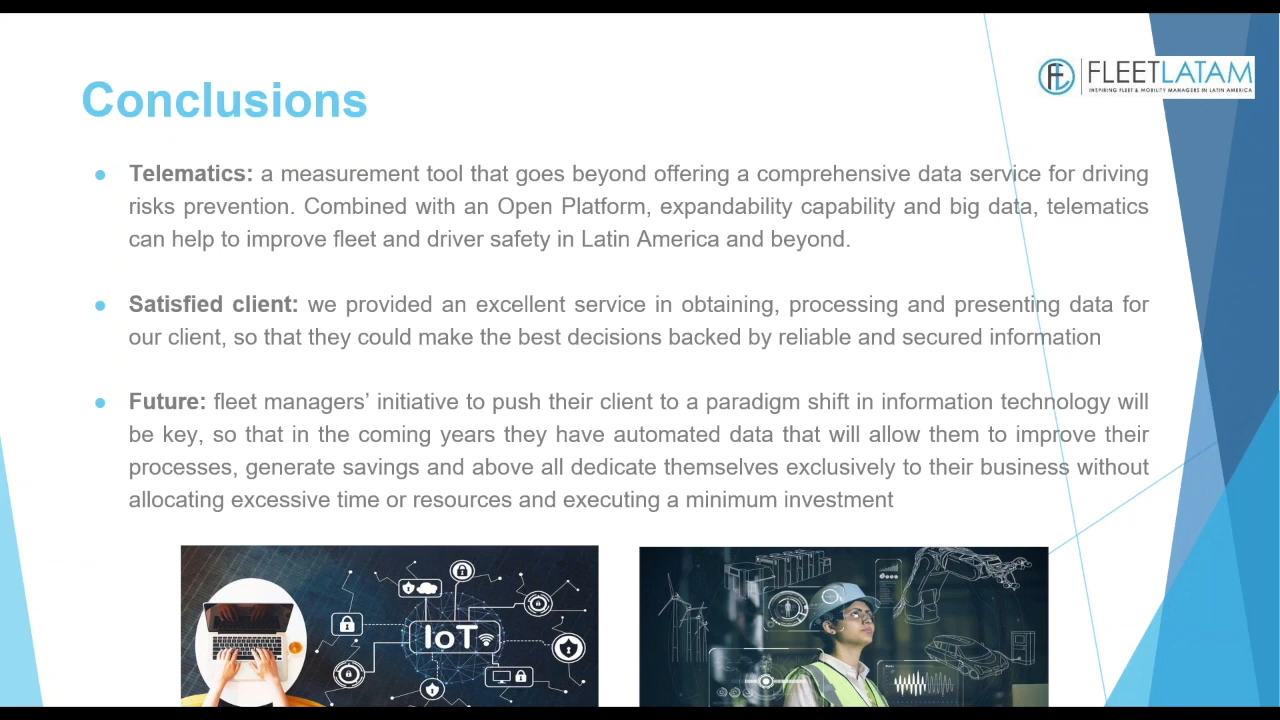 FLEETLATAM
INSPIRING FLEET & MOBILITY MANAGERS IN LATIN AMERICA
Conclusions
● Telematics: a measurement tool that goes beyond offering a comprehensive data service for driving
risks prevention. Combined with an Open Platform, expandability capability and big data, telematics
can help to improve fleet and driver safety in Latin America and beyond.
● Satisfied client: we provided an excellent service in obtaining, processing and presenting data for
our client, so that they could make the best decisions backed by reliable and secured information
● Future: fleet managers’ initiative to push their client to a paradigm shift in information technology will
be key, so that in the coming years they have automated data that will allow them to improve their
processes, generate savings and above all dedicate themselves exclusively to their business without
allocating excessive time or resources and executing a minimum investment
IoT